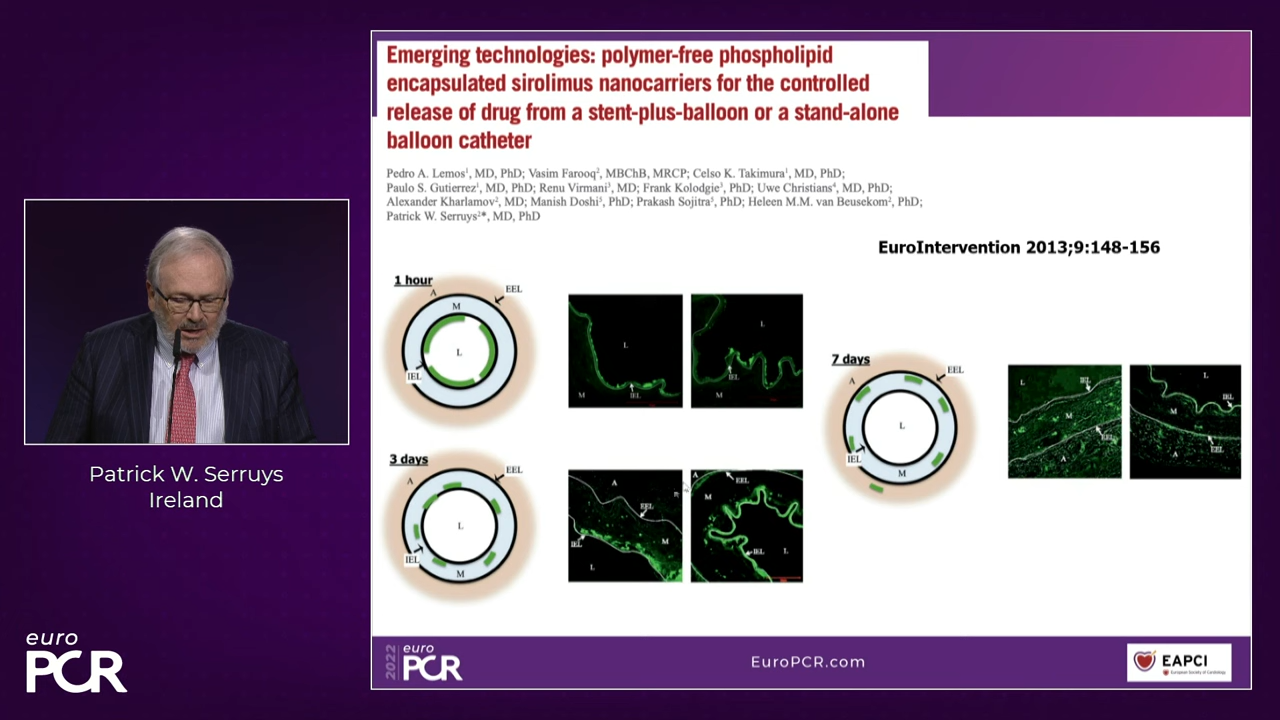 Emerging technologies: polymer-free phospholipid
encapsulated sirolimus nanocarriers for the controlled
release of drug from a stent-plus-balloon or a stand-alone
balloon catheter
Pedro A. Lemos¹, MD, PhD; Vasim Farooq², MBChB, MRCP; Celso K. Takimura¹, MD, PhD;
Paulo S. Gutierrez¹, MD, PhD; Renu Virmani³, MD; Frank Kolodgie³, PhD; Uwe Christians⁴, MD, PhD;
Alexander Kharlamov², MD; Manish Doshi⁵, PhD; Prakash Sojitra⁵, PhD; Heleen M.M. van Beusekom², PhD;
Patrick W. Serruys²*, MD, PhD
EuroIntervention 2013;9:148-156
1 hour
A
M
EEL
L
IEL
L
IEL
M
L
IEL
M
3 days
A
EEL
L
IEL
M
A
EEL
IEL
M
L
A
EEL
M
IEL
L
7 days
A
EEL
L
IEL
M
L
IEL
M
EEL
A
L
IEL
M
EEL
A
Patrick W. Serruys
Ireland
euro
PCR
2022
euro
PCR
EuroPCR.com
EAPCI
European Society of Cardiology